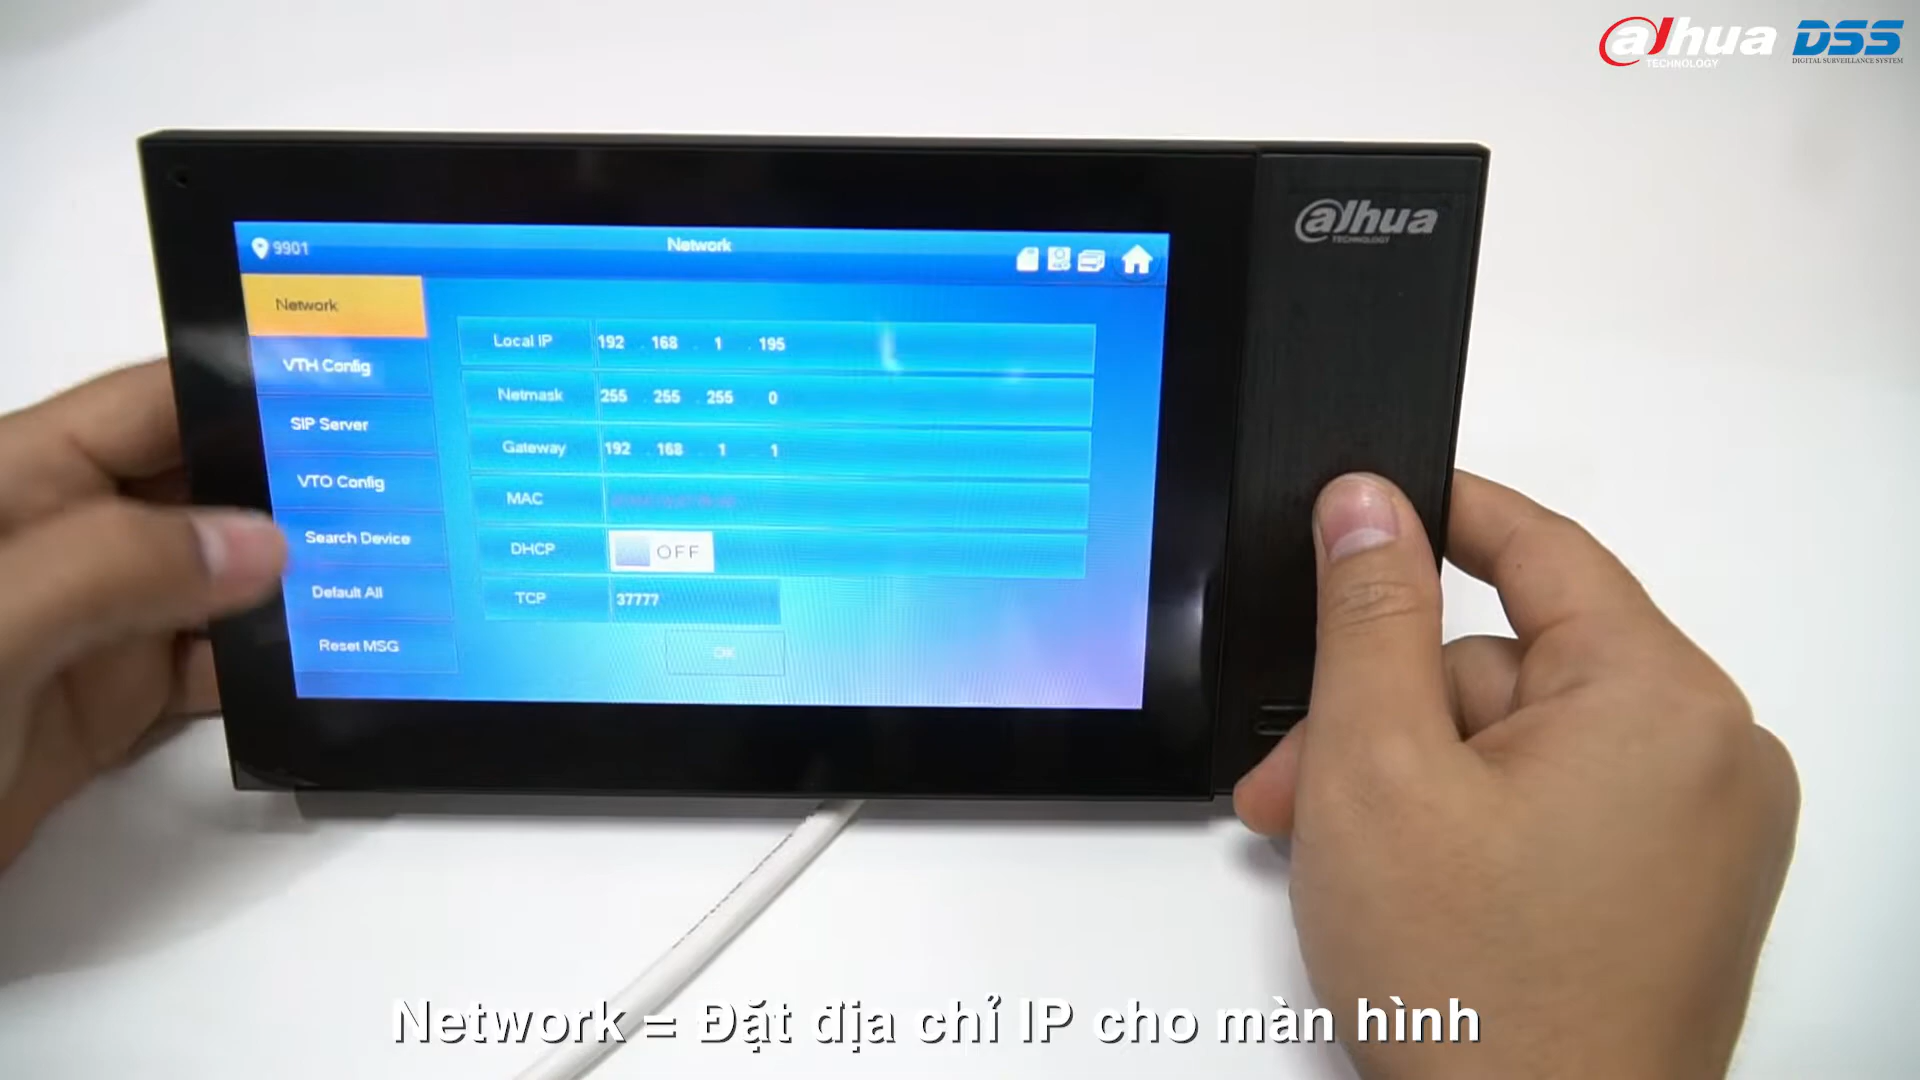 alhua DSS
TECHNOLOGY DIGITAL SURVEILLANCE SYSTEM
alhua
TECHNOLOGY
9901 Network
Network
VTH Config
SIP Server
VTO Config
Search Device
Default All
Reset MSG
Local IP 192 . 168 . 1 . 195
Netmask 255 . 255 . 255 . 0
Gateway 192 . 168 . 1 . 1
MAC
DHCP OFF
TCP 37777
OK
Network = Đặt địa chỉ IP cho màn hình